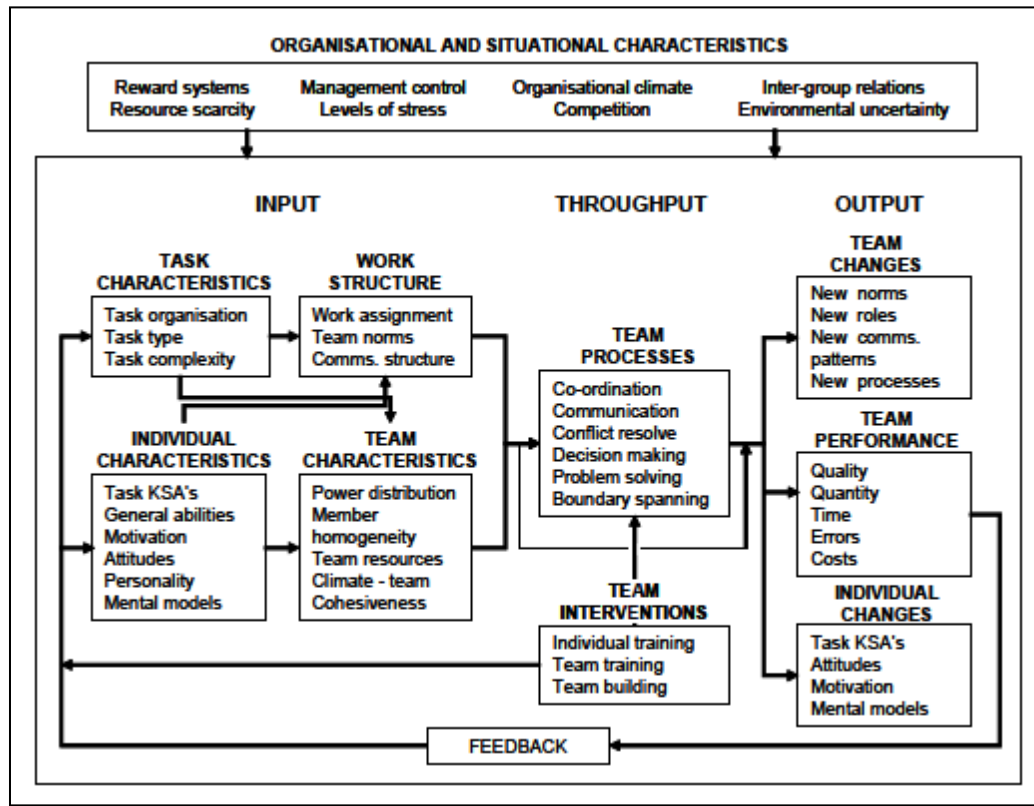 ORGANISATIONAL AND SITUATIONAL CHARACTERISTICS
Reward systems
Resource scarcity
Management control
Levels of stress
Organisational climate
Competition
Inter-group relations
Environmental uncertainty
INPUT
THROUGHPUT
OUTPUT
TASK
CHARACTERISTICS
Task organisation
Task type
Task complexity
WORK
STRUCTURE
Work assignment
Team norms
Comms. structure
INDIVIDUAL
CHARACTERISTICS
Task KSA's
General abilities
Motivation
Attitudes
Personality
Mental models
TEAM
CHARACTERISTICS
Power distribution
Member
homogeneity
Team resources
Climate - team
Cohesiveness
TEAM
PROCESSES
Co-ordination
Communication
Conflict resolve
Decision making
Problem solving
Boundary spanning
TEAM
INTERVENTIONS
Individual training
Team training
Team building
TEAM
CHANGES
New norms
New roles
New comms.
patterns
New processes
TEAM
PERFORMANCE
Quality
Quantity
Time
Errors
Costs
INDIVIDUAL
CHANGES
Task KSA's
Attitudes
Motivation
Mental models
FEEDBACK